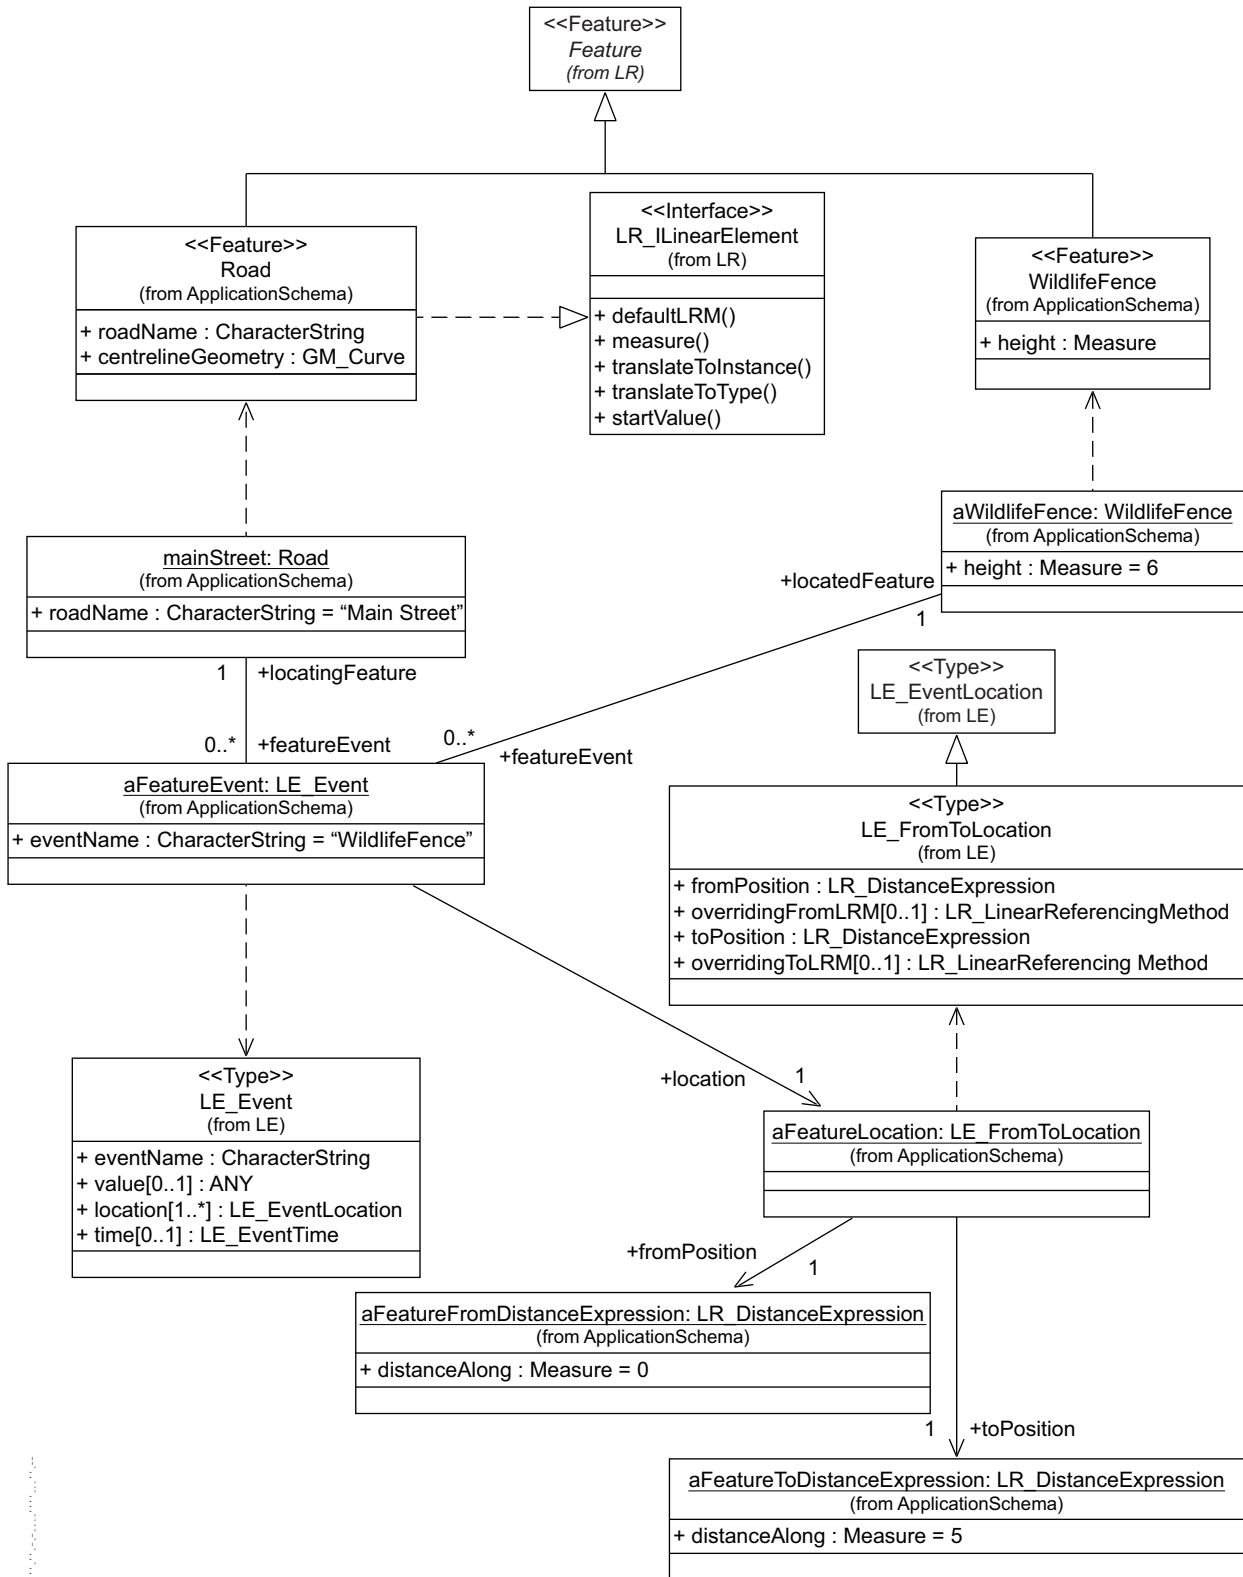 <<Feature>>
Feature
(from LR)
<<Feature>>
Road
(from ApplicationSchema)
+ roadName : CharacterString
+ centrelineGeometry : GM_Curve
<<Interface>>
LR_ILinearElement
(from LR)
+ defaultLRM()
+ measure()
+ translateToInstance()
+ translateToType()
+ startValue()
<<Feature>>
WildlifeFence
(from ApplicationSchema)
+ height : Measure
mainStreet: Road
(from ApplicationSchema)
+ roadName : CharacterString = “Main Street”
aWildlifeFence: WildlifeFence
(from ApplicationSchema)
+ height : Measure = 6
+locatedFeature
1
1
+locatingFeature
0..*
+featureEvent
0..*
+featureEvent
<<Type>>
LE_EventLocation
(from LE)
aFeatureEvent: LE_Event
(from ApplicationSchema)
+ eventName : CharacterString = “WildlifeFence”
<<Type>>
LE_FromToLocation
(from LE)
+ fromPosition : LR_DistanceExpression
+ overridingFromLRM[0..1] : LR_LinearReferencingMethod
+ toPosition : LR_DistanceExpression
+ overridingToLRM[0..1] : LR_LinearReferencing Method
<<Type>>
LE_Event
(from LE)
+ eventName : CharacterString
+ value[0..1] : ANY
+ location[1..*] : LE_EventLocation
+ time[0..1] : LE_EventTime
+location
1
aFeatureLocation: LE_FromToLocation
(from ApplicationSchema)
+fromPosition
1
aFeatureFromDistanceExpression: LR_DistanceExpression
(from ApplicationSchema)
+ distanceAlong : Measure = 0
1
+toPosition
aFeatureToDistanceExpression: LR_DistanceExpression
(from ApplicationSchema)
+ distanceAlong : Measure = 5